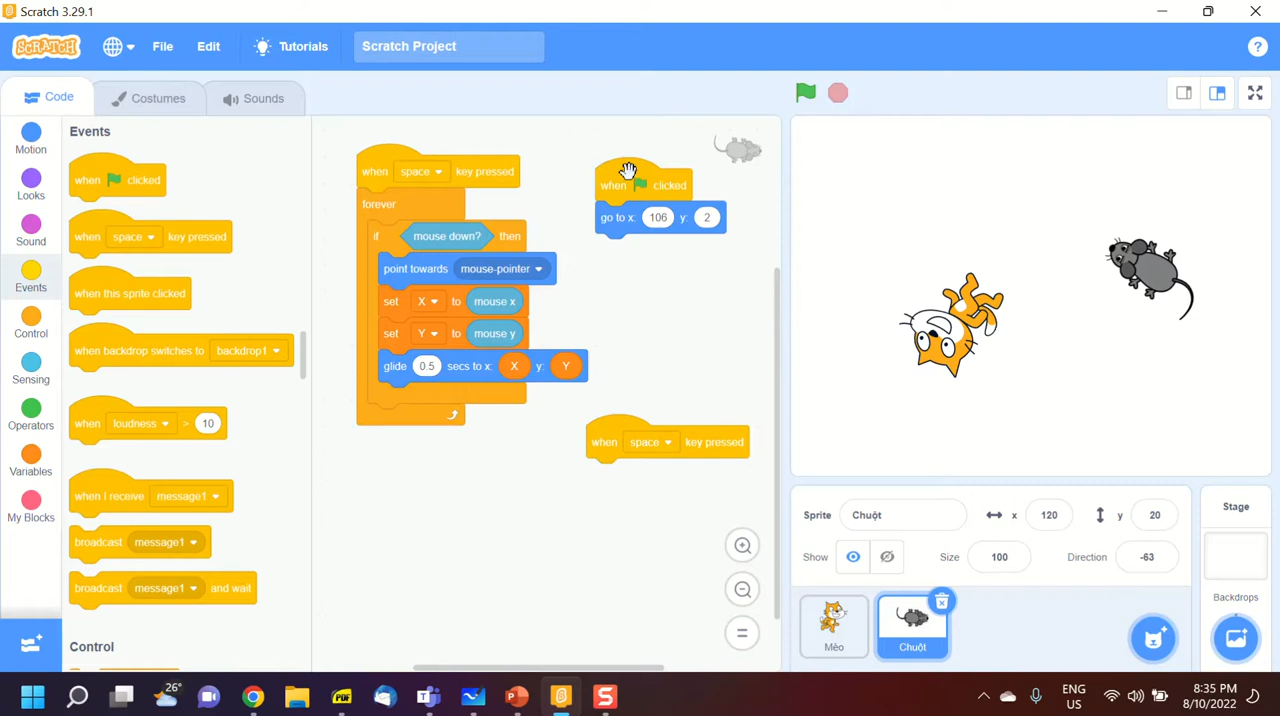 Scratch 3.29.1
SCRATCH File Edit Tutorials Scratch Project ?
Code Costumes Sounds
Motion
Looks
Sound
Events
Control
Sensing
Operators
Variables
My Blocks
Events
when clicked
when space key pressed
when this sprite clicked
when backdrop switches to backdrop1
when loudness > 10
when I receive message1
broadcast message1
broadcast message1 and wait
Control
when space key pressed
forever
if mouse down? then
point towards mouse-pointer
set X to mouse x
set Y to mouse y
glide 0.5 secs to x: X y: Y
when clicked
go to x: 106 y: 2
when space key pressed
Sprite Chuột x 120 y 20
Show Size 100 Direction -63
Mèo
Chuột
Stage
Backdrops
26°
PDF
ENG
US
8:35 PM
8/10/2022